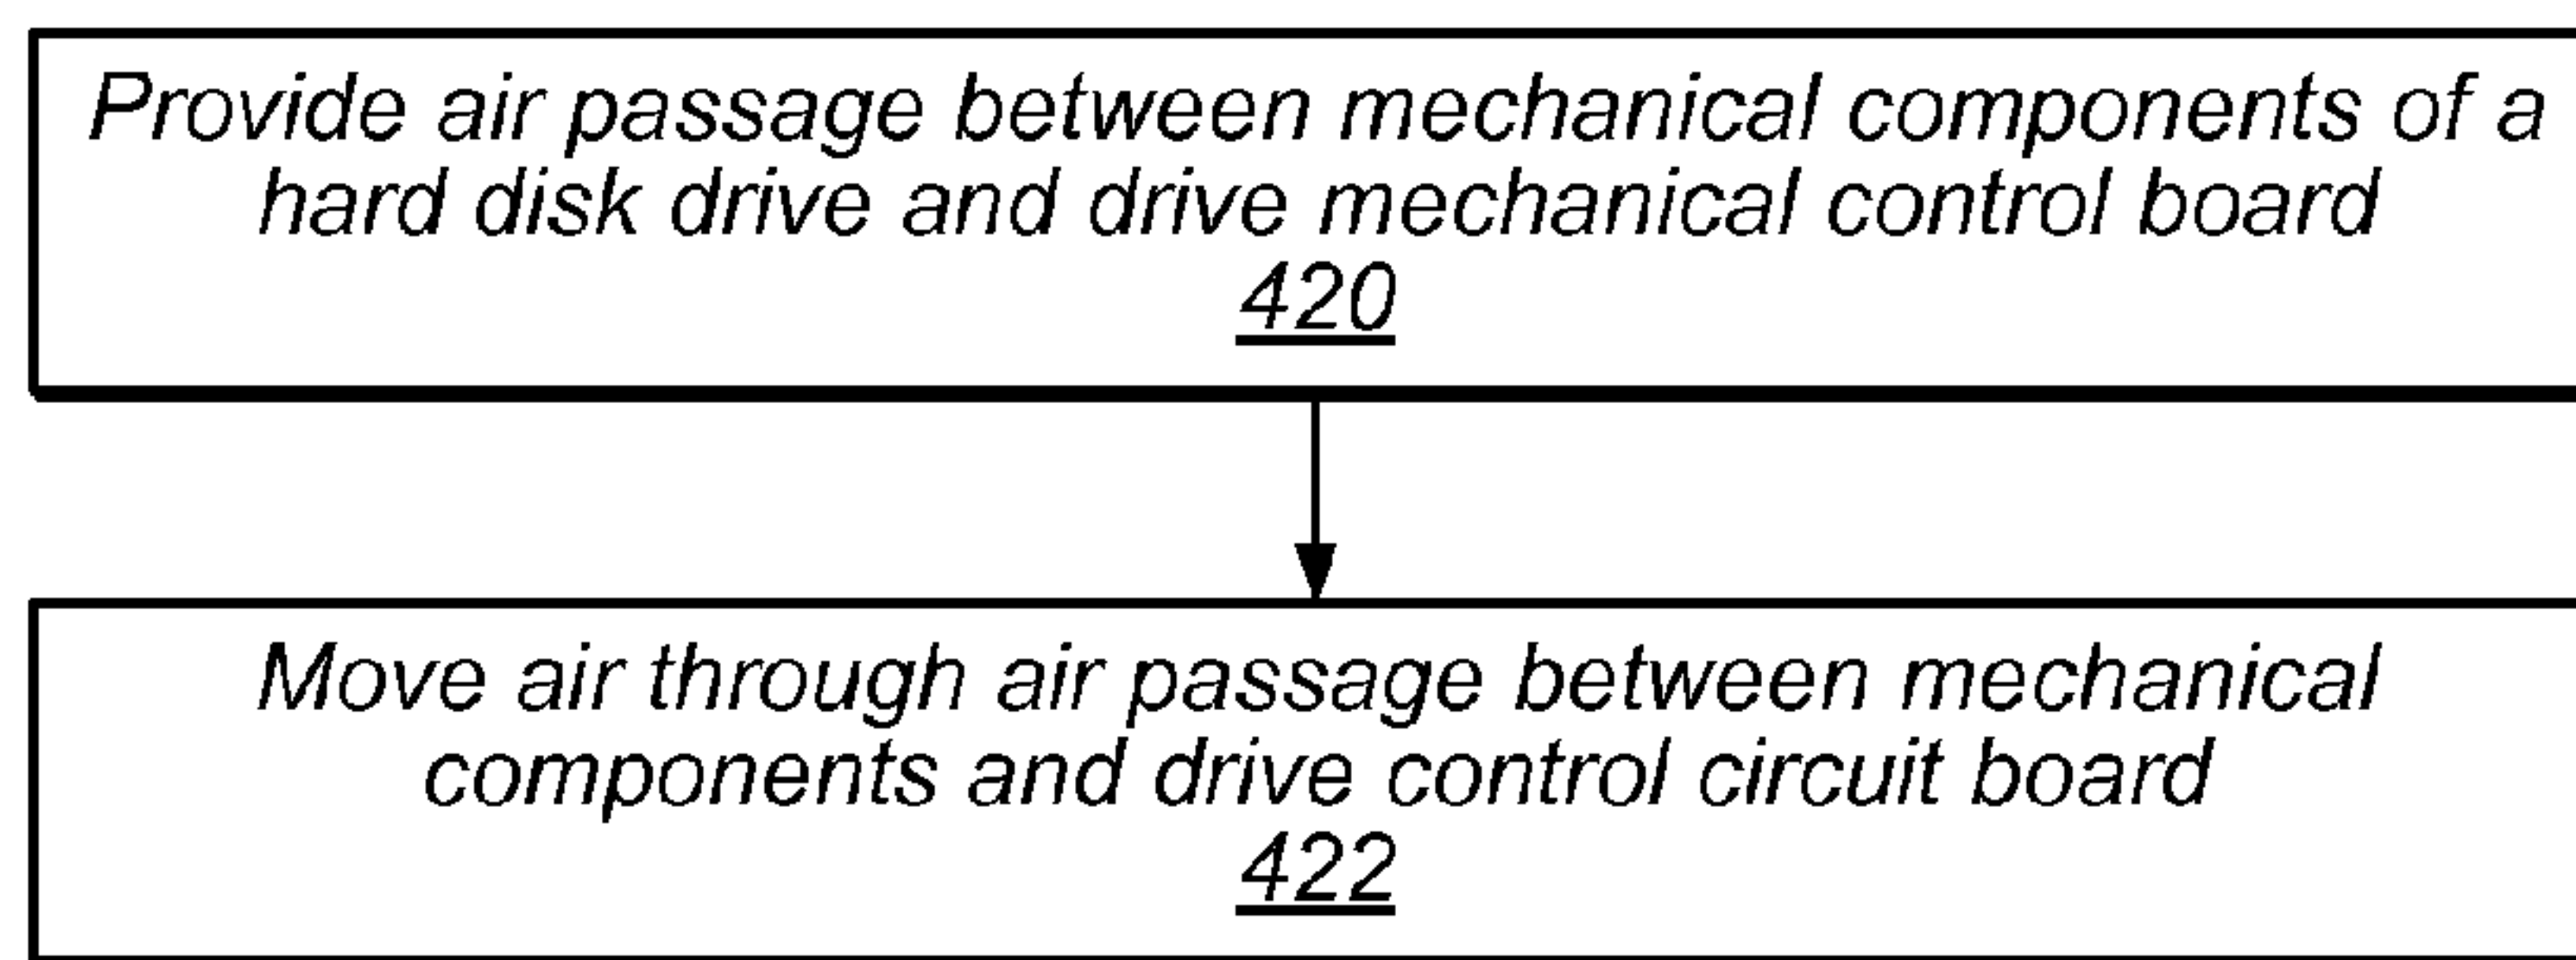 Provide air passage between mechanical components of a
hard disk drive and drive mechanical control board
420
Move air through air passage between mechanical
components and drive control circuit board
422